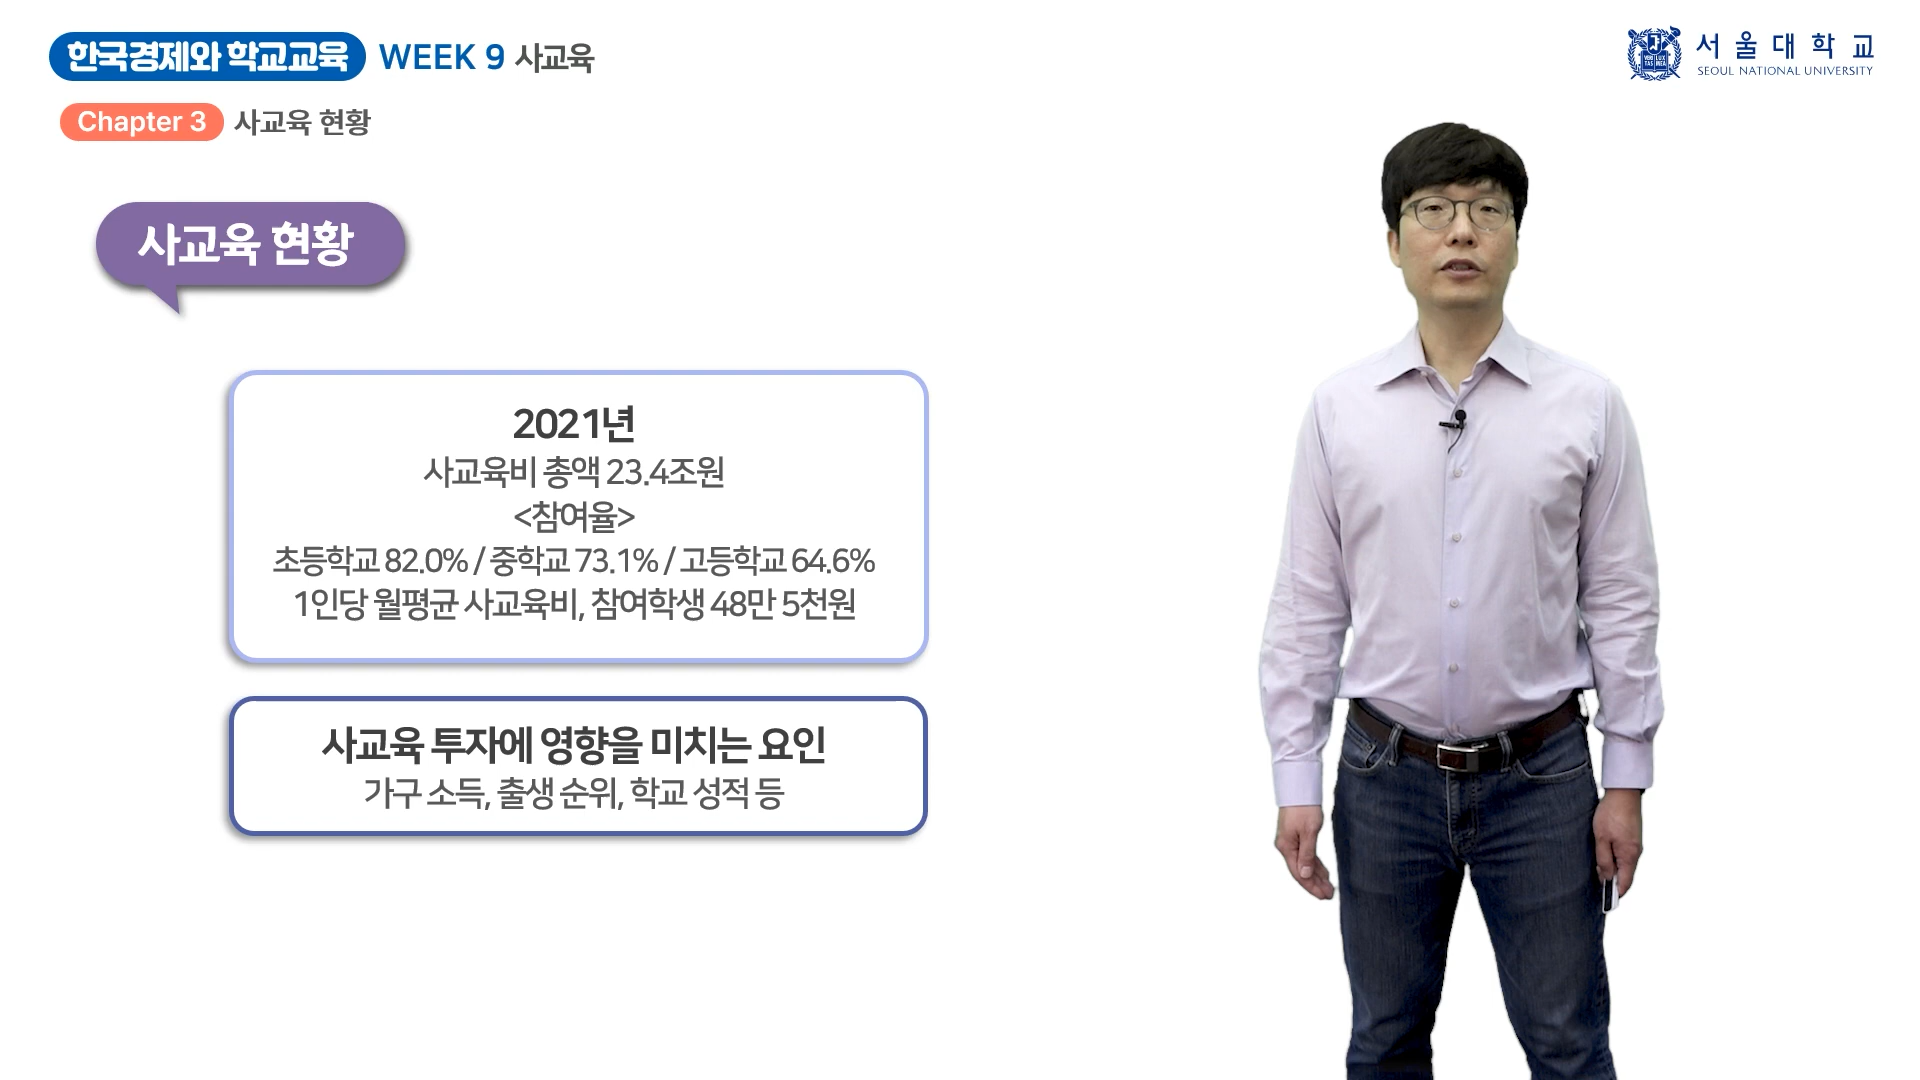 한국경제와 학교교육 WEEK 9 사교육
서울대학교
SEOUL NATIONAL UNIVERSITY
Chapter 3 사교육 현황
사교육 현황
2021년
사교육비 총액 23.4조원
<참여율>
초등학교 82.0% / 중학교 73.1% / 고등학교 64.6%
1인당 월평균 사교육비, 참여학생 48만 5천원
사교육 투자에 영향을 미치는 요인
가구 소득, 출생 순위, 학교 성적 등